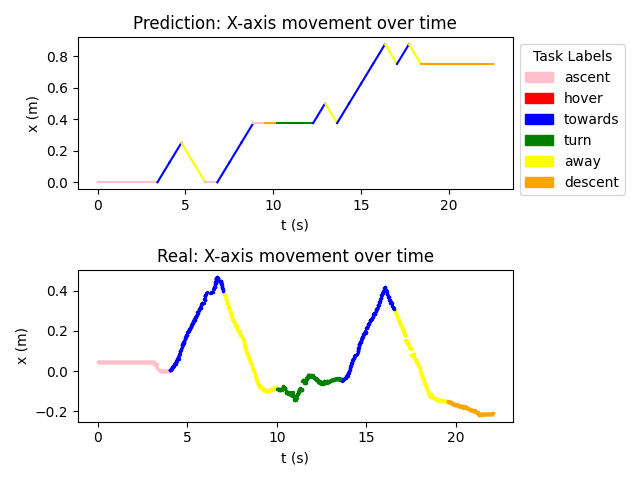 Prediction: X-axis movement over time
x (m)
0.8
0.6
0.4
0.2
0.0
0 5 10 15 20
t (s)
Task Labels
ascent
hover
towards
turn
away
descent
Real: X-axis movement over time
x (m)
0.4
0.2
0.0
−0.2
0 5 10 15 20
t (s)